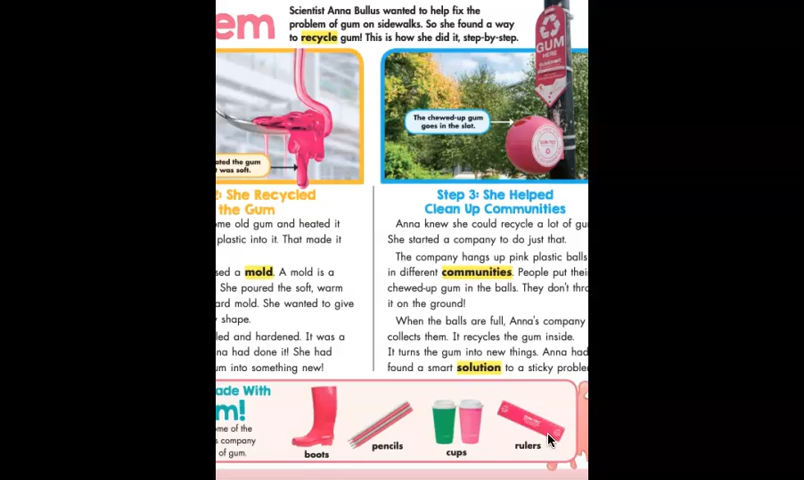 em
Scientist Anna Bullus wanted to help fix the
problem of gum on sidewalks. So she found a way
to recycle gum! This is how she did it, step-by-step.
GUM
HERE
The chewed-up gum
goes in the slot.
ated the gum
was soft.
: She Recycled
the Gum
ome old gum and heated it
plastic into it. That made it
sed a mold. A mold is a
She poured the soft, warm
ard mold. She wanted to give
shape.
led and hardened. It was a
na had done it! She had
um into something new!
Step 3: She Helped
Clean Up Communities
Anna knew she could recycle a lot of gu
She started a company to do just that.
The company hangs up pink plastic balls
in different communities. People put thei
chewed-up gum in the balls. They don't thro
it on the ground!
When the balls are full, Anna's company
collects them. It recycles the gum inside.
It turns the gum into new things. Anna had
found a smart solution to a sticky proble
ade With
m!
ome of the
s company
of gum.
boots
pencils
cups
rulers